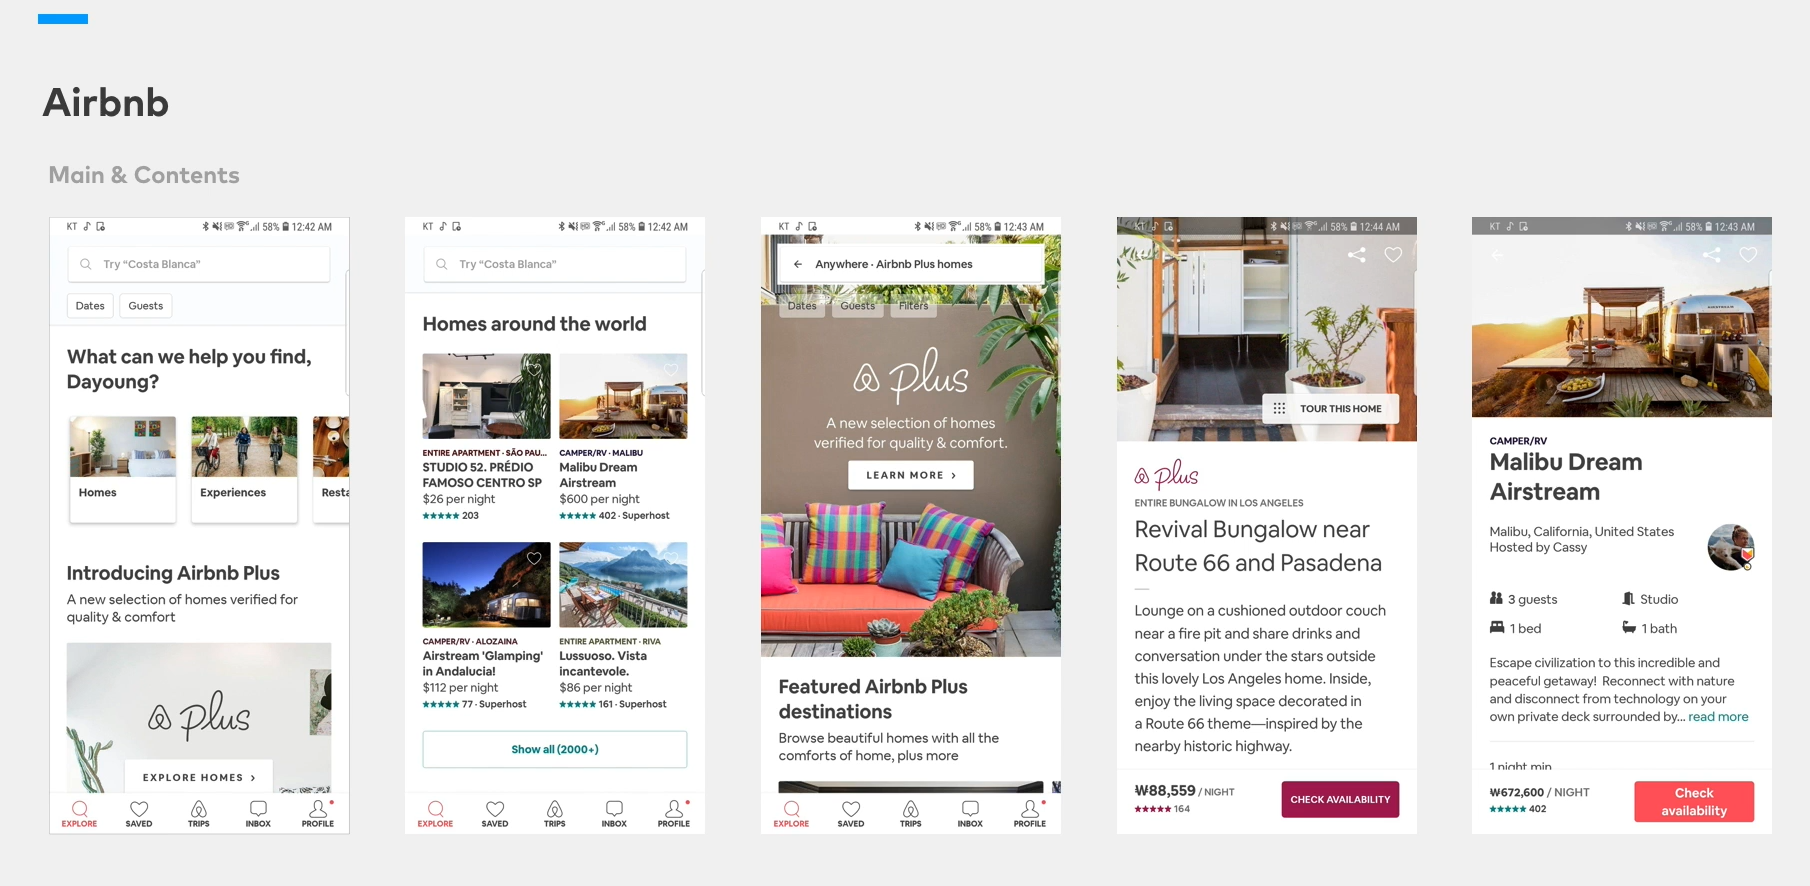 Airbnb
Main & Contents
KT
58% 12:42 AM
Try “Costa Blanca”
Dates
Guests
What can we help you find,
Dayoung?
Homes
Experiences
Resta
Introducing Airbnb Plus
A new selection of homes verified for
quality & comfort
plus
EXPLORE HOMES >
EXPLORE
SAVED
TRIPS
INBOX
PROFILE
KT
58% 12:42 AM
Try “Costa Blanca”
Homes around the world
ENTIRE APARTMENT · SÃO PAU...
STUDIO 52. PRÉDIO
FAMOSO CENTRO SP
$26 per night
★★★★★ 203
CAMPER/RV · MALIBU
Malibu Dream
Airstream
$600 per night
★★★★★ 402 · Superhost
CAMPER/RV · ALOZAINA
Airstream 'Glamping'
in Andalucia!
$112 per night
★★★★★ 77 · Superhost
ENTIRE APARTMENT · RIVA
Lussuoso. Vista
incantevole.
$86 per night
★★★★★ 161 · Superhost
Show all (2000+)
EXPLORE
SAVED
TRIPS
INBOX
PROFILE
KT
58% 12:43 AM
Anywhere · Airbnb Plus homes
Dates
Guests
Filters
plus
A new selection of homes
verified for quality & comfort.
LEARN MORE >
Featured Airbnb Plus
destinations
Browse beautiful homes with all the
comforts of home, plus more
EXPLORE
SAVED
TRIPS
INBOX
PROFILE
KT
58% 12:44 AM
TOUR THIS HOME
plus
ENTIRE BUNGALOW IN LOS ANGELES
Revival Bungalow near
Route 66 and Pasadena
Lounge on a cushioned outdoor couch
near a fire pit and share drinks and
conversation under the stars outside
this lovely Los Angeles home. Inside,
enjoy the living space decorated in
a Route 66 theme—inspired by the
nearby historic highway.
₩88,559 / NIGHT
★★★★★ 164
CHECK AVAILABILITY
KT
58% 12:43 AM
AIRSTREAM
CAMPER/RV
Malibu Dream
Airstream
Malibu, California, United States
Hosted by Cassy
3 guests
Studio
1 bed
1 bath
Escape civilization to this incredible and
peaceful getaway! Reconnect with nature
and disconnect from technology on your
own private deck surrounded by... read more
1 night min
₩672,600 / NIGHT
★★★★★ 402
Check
availability